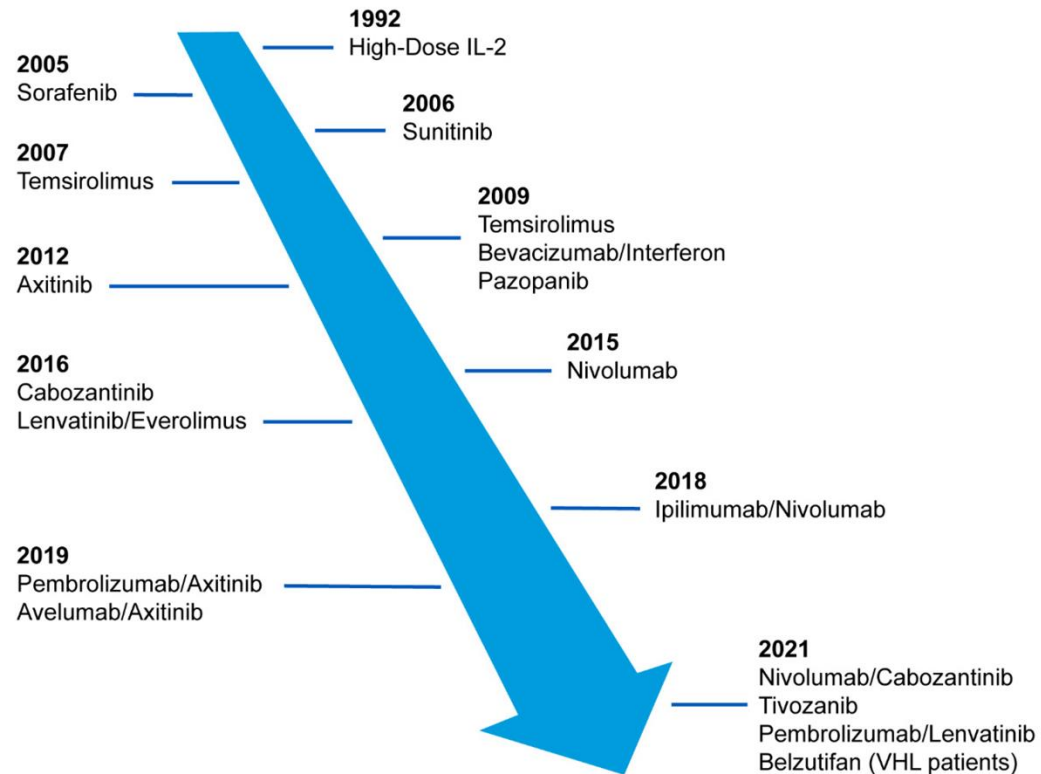 1992
High-Dose IL-2
2005
Sorafenib
2006
Sunitinib
2007
Temsirolimus
2009
Temsirolimus
Bevacizumab/Interferon
Pazopanib
2012
Axitinib
2015
Nivolumab
2016
Cabozantinib
Lenvatinib/Everolimus
2018
Ipilimumab/Nivolumab
2019
Pembrolizumab/Axitinib
Avelumab/Axitinib
2021
Nivolumab/Cabozantinib
Tivozanib
Pembrolizumab/Lenvatinib
Belzutifan (VHL patients)